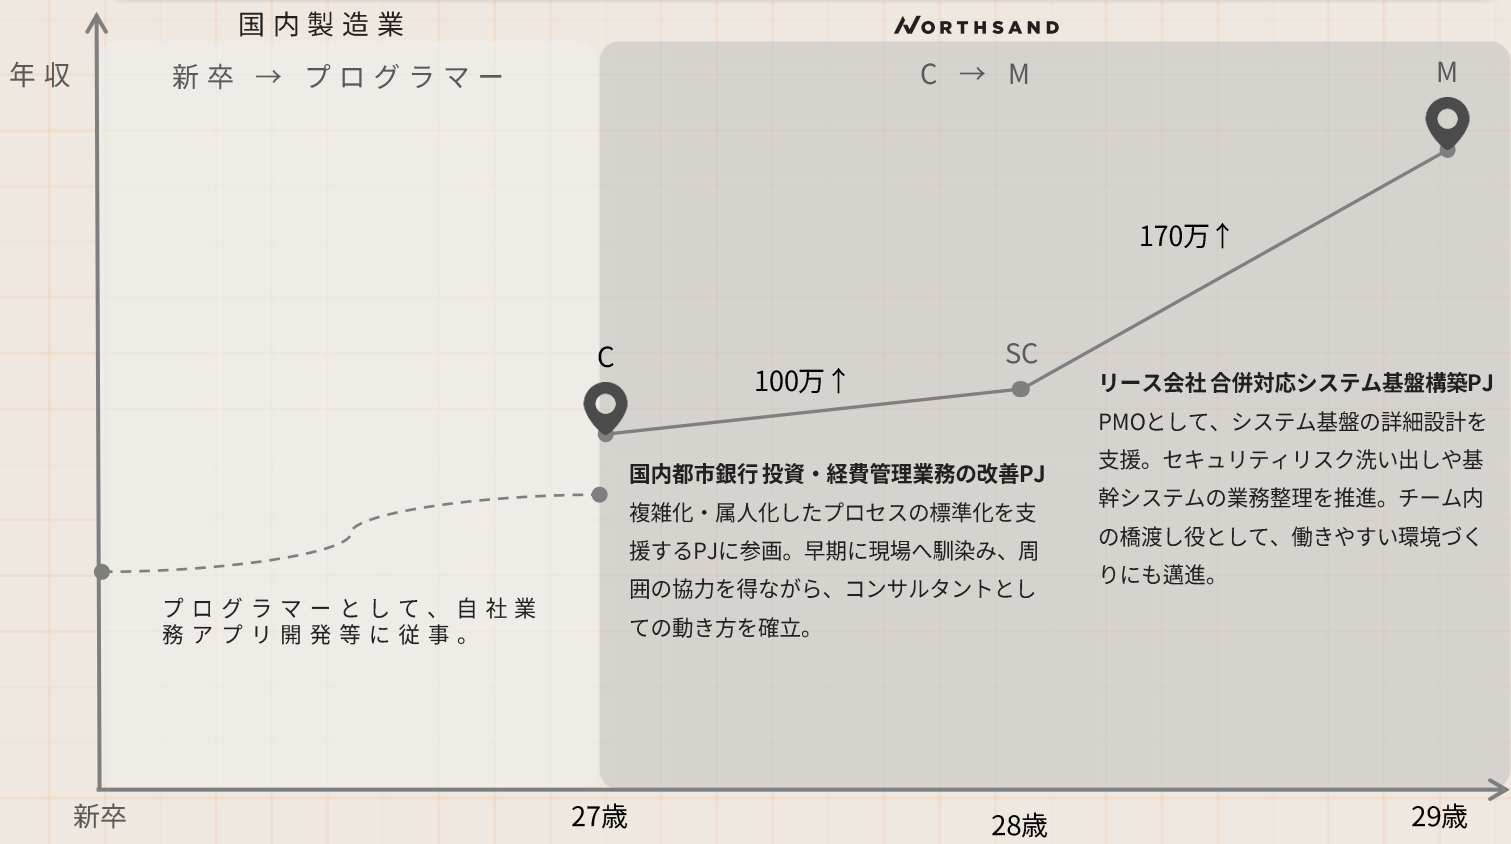 国内製造業
NORTHSAND
年収
新卒 → プログラマー
C → M
M
170万↑
C
100万↑
SC
リース会社 合併対応システム基盤構築PJ
PMOとして、システム基盤の詳細設計を
支援。セキュリティリスク洗い出しや基
幹システムの業務整理を推進。チーム内
の橋渡し役として、働きやすい環境づく
りにも邁進。
国内都市銀行 投資・経費管理業務の改善PJ
複雑化・属人化したプロセスの標準化を支
援するPJに参画。早期に現場へ馴染み、周
囲の協力を得ながら、コンサルタントとし
ての動き方を確立。
プログラマーとして、自社業
務アプリ開発等に従事。
新卒
27歳
28歳
29歳